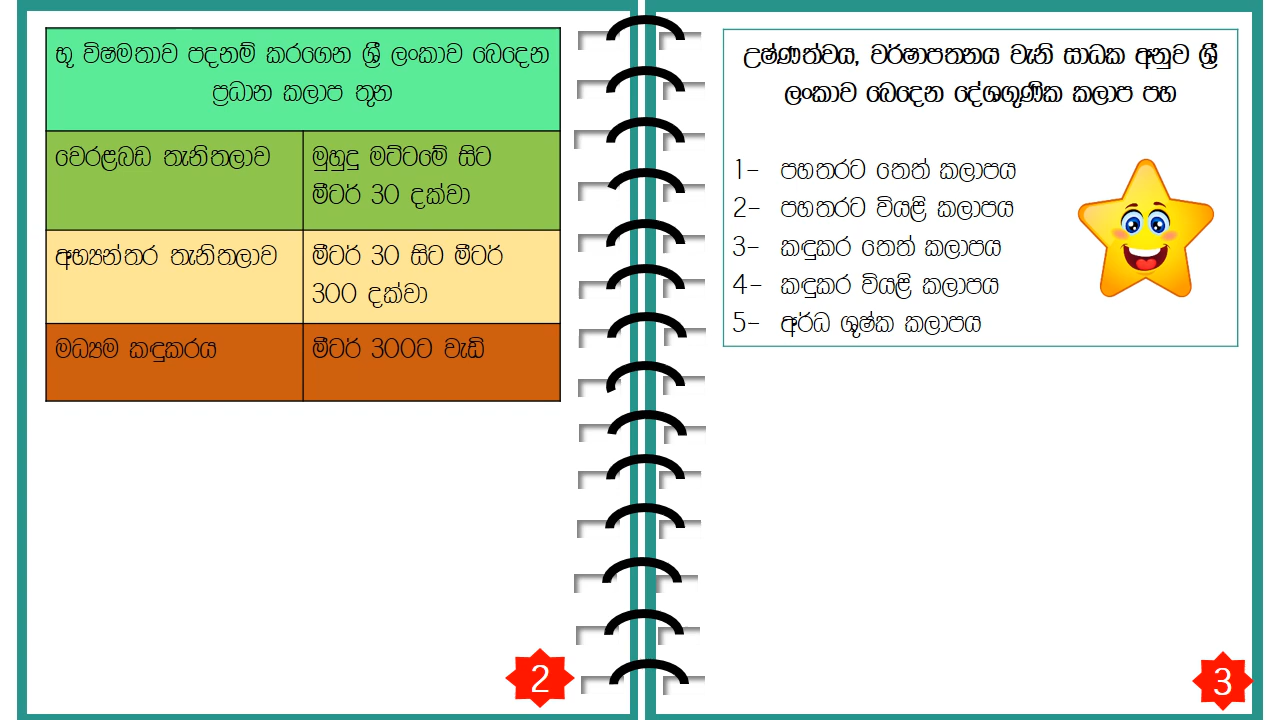 භූ විෂමතාව පදනම් කරගෙන ශ්‍රී ලංකාව බෙදෙන
ප්‍රධාන කලාප තුන
වෙරළබඩ තැනිතලාව
මුහුදු මට්ටමේ සිට
මීටර් 30 දක්වා
අභ්‍යන්තර තැනිතලාව
මීටර් 30 සිට මීටර්
300 දක්වා
මධ්‍යම කඳුකරය
මීටර් 300ට වැඩි
2
උෂ්ණත්වය, වර්ෂාපතනය වැනි සාධක අනුව ශ්‍රී
ලංකාව බෙදෙන දේශගුණික කලාප පහ
1- පහතරට තෙත් කලාපය
2- පහතරට වියළි කලාපය
3- කඳුකර තෙත් කලාපය
4- කඳුකර වියළි කලාපය
5- අර්ධ ශුෂ්ක කලාපය
3